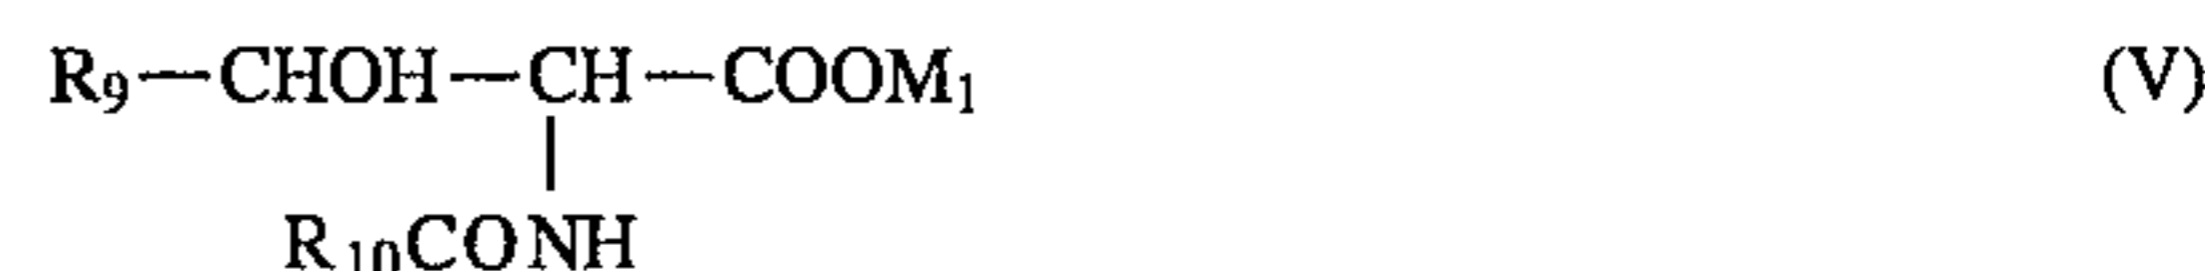 R₉—CHOH—CH—COOM₁ (V)
R₁₀CONH